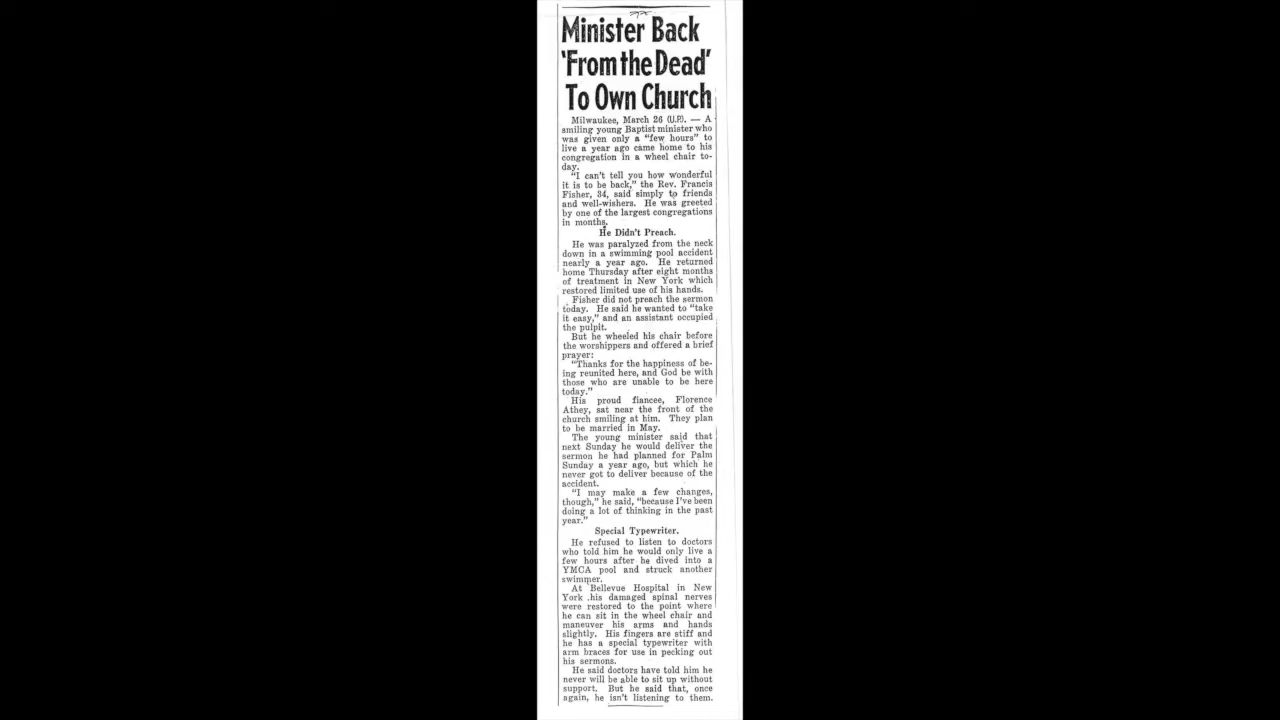 Minister Back
'From the Dead'
To Own Church
Milwaukee, March 26 (U.P.). — A
smiling young Baptist minister who
was given only a "few hours" to
live a year ago came home to his
congregation in a wheel chair to-
day.
"I can't tell you how wonderful
it is to be back," the Rev. Francis
Fisher, 34, said simply to friends
and well-wishers. He was greeted
by one of the largest congregations
in months.
He Didn't Preach.
He was paralyzed from the neck
down in a swimming pool accident
nearly a year ago. He returned
home Thursday after eight months
of treatment in New York which
restored limited use of his hands.
Fisher did not preach the sermon
today. He said he wanted to "take
it easy," and an assistant occupied
the pulpit.
But he wheeled his chair before
the worshippers and offered a brief
prayer:
"Thanks for the happiness of be-
ing reunited here, and God be with
those who are unable to be here
today."
His proud fiancee, Florence
Athey, sat near the front of the
church smiling at him. They plan
to be married in May.
The young minister said that
next Sunday he would deliver the
sermon he had planned for Palm
Sunday a year ago, but which he
never got to deliver because of the
accident.
"I may make a few changes,
though," he said, "because I've been
doing a lot of thinking in the past
year."
Special Typewriter.
He refused to listen to doctors
who told him he would only live a
few hours after he dived into a
YMCA pool and struck another
swimmer.
At Bellevue Hospital in New
York his damaged spinal nerves
were restored to the point where
he can sit in the wheel chair and
maneuver his arms and hands
slightly. His fingers are stiff and
he has a special typewriter with
arm braces for use in pecking out
his sermons.
He said doctors have told him he
never will be able to sit up without
support. But he said that, once
again, he isn't listening to them.